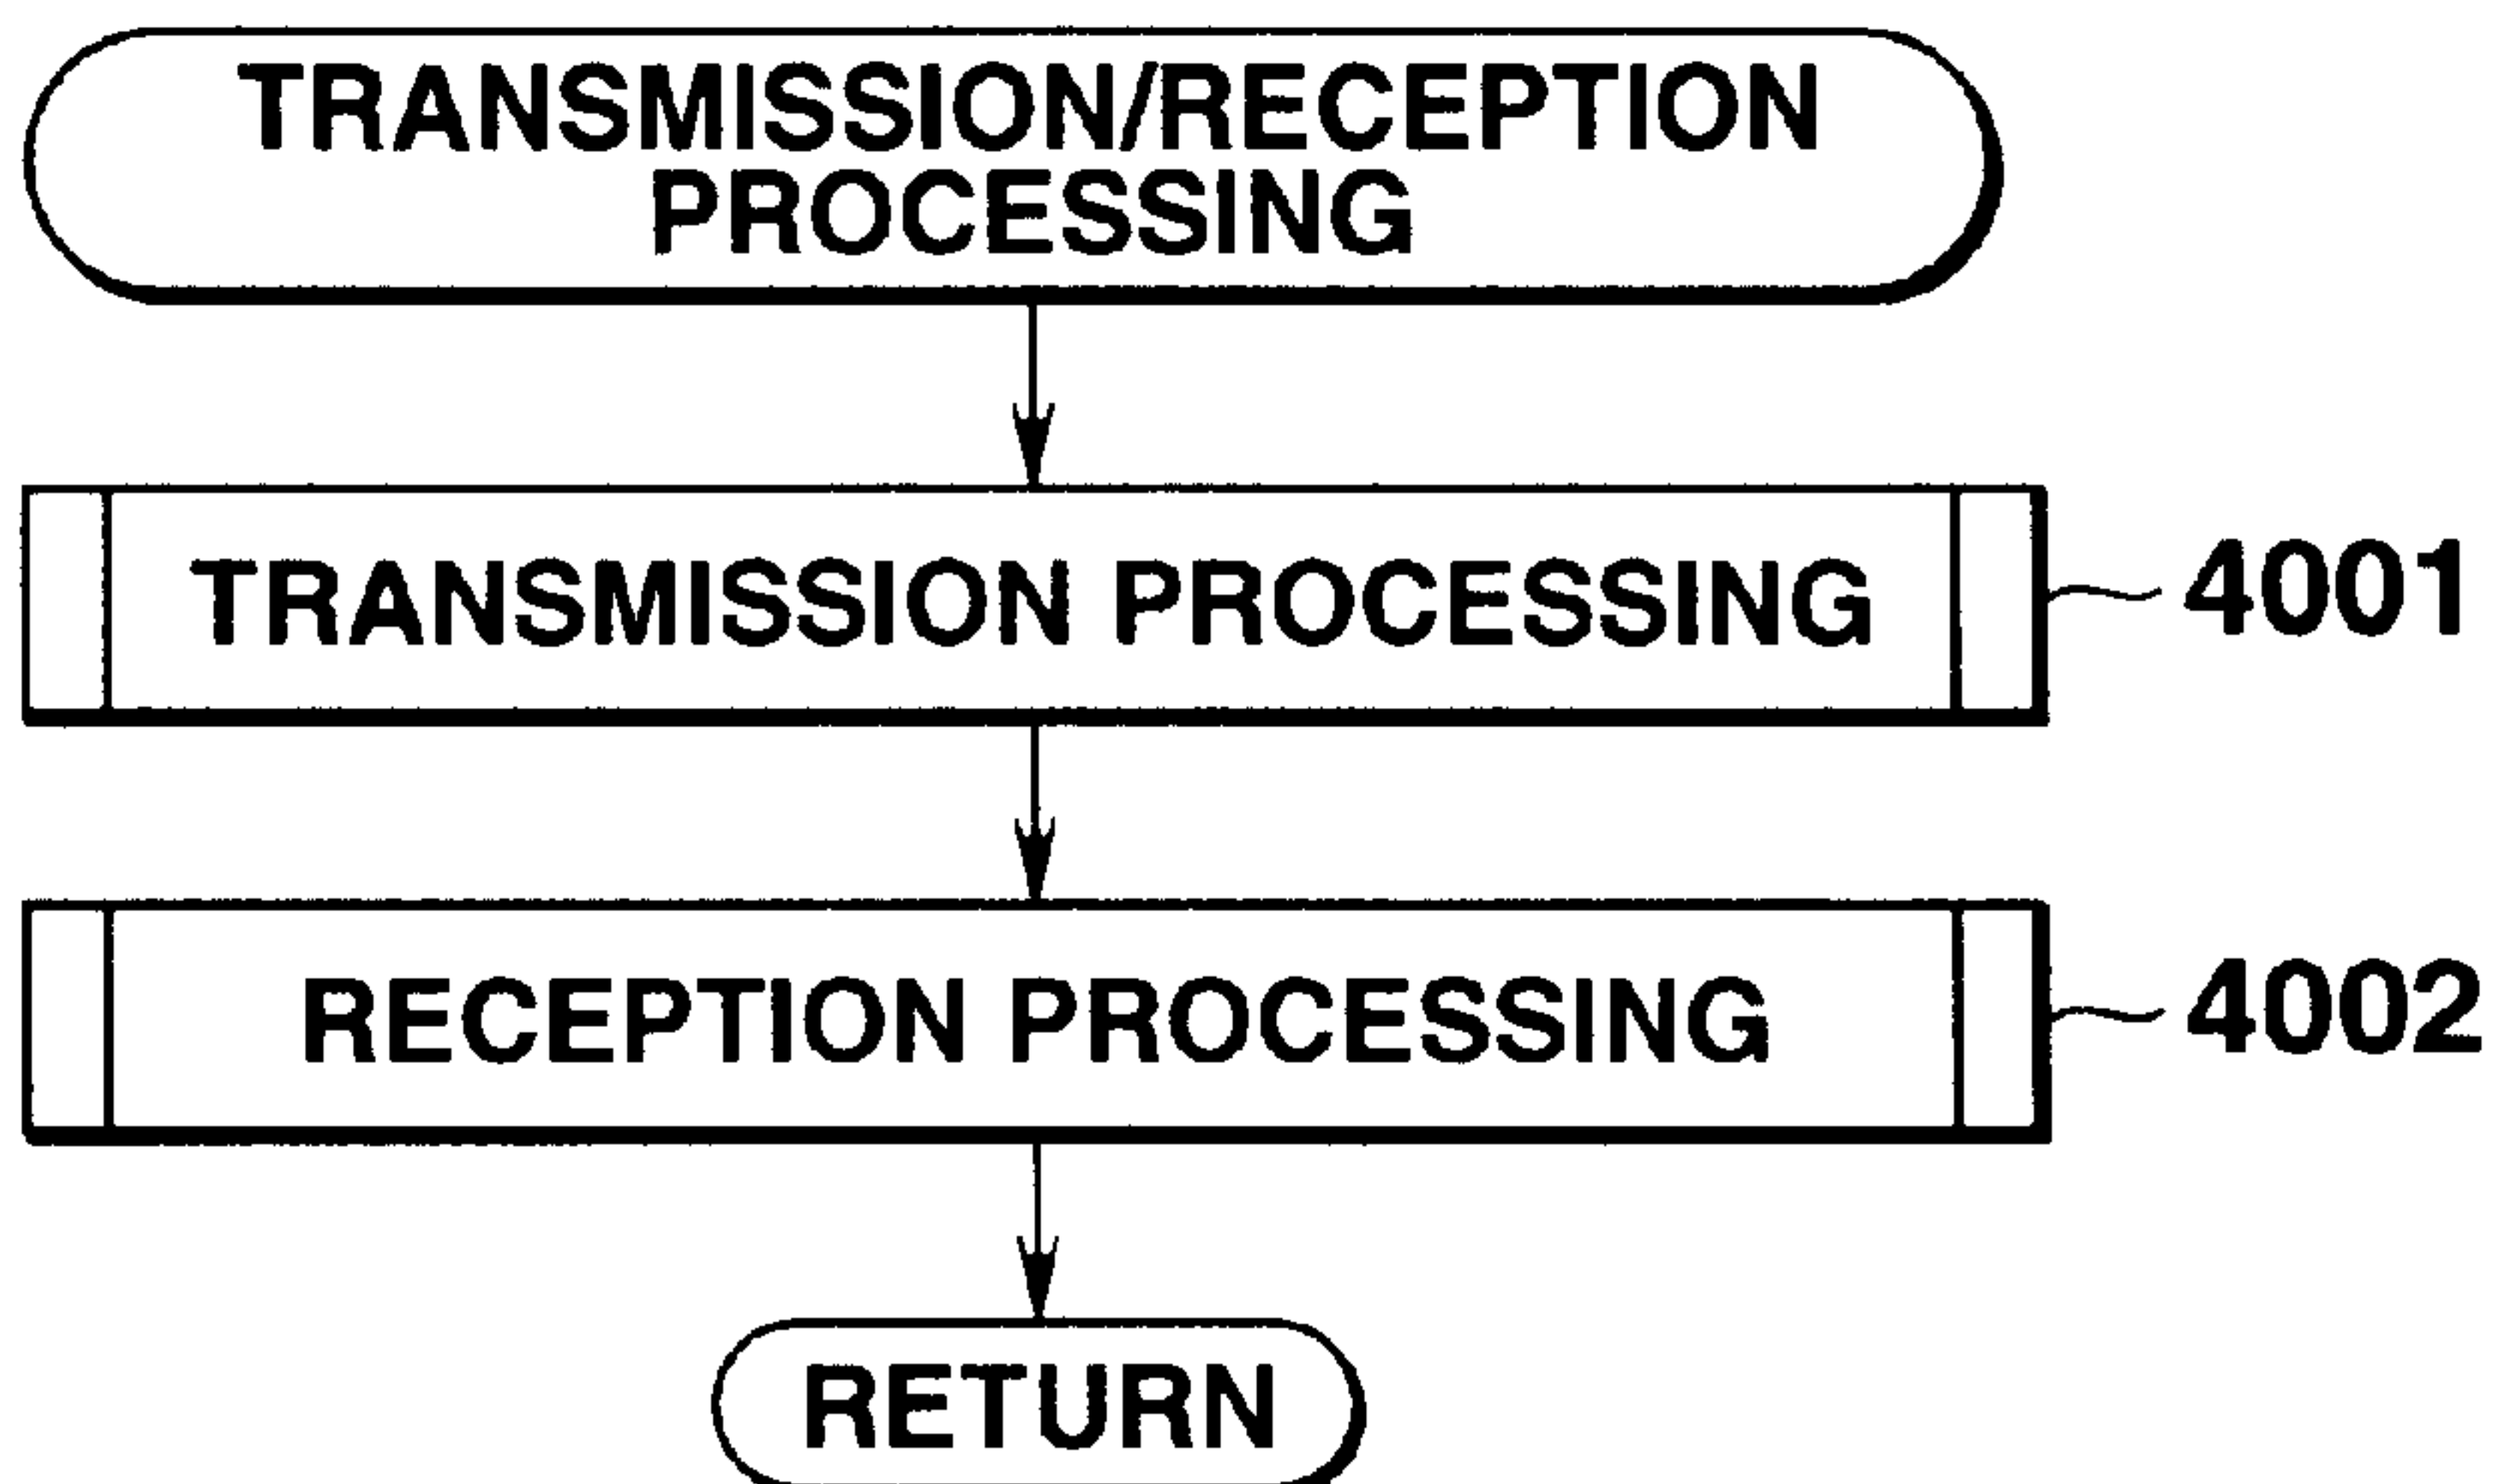 TRANSMISSION/RECEPTION
PROCESSING
TRANSMISSION PROCESSING
4001
RECEPTION PROCESSING
4002
RETURN